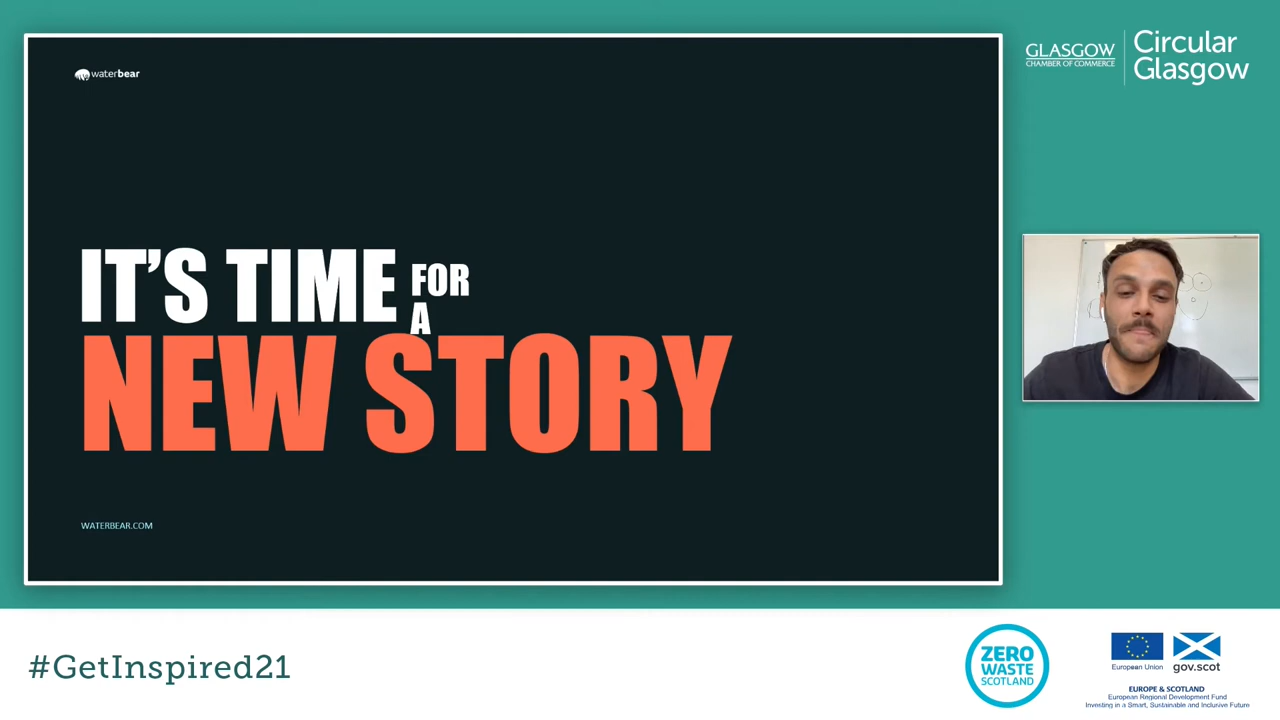 waterbear
IT'S TIME FOR
A
NEW STORY
WATERBEAR.COM
GLASGOW
CHAMBER OF COMMERCE
Circular
Glasgow
#GetInspired21
ZERO
WASTE
SCOTLAND
European Union
gov.scot
EUROPE & SCOTLAND
European Regional Development Fund
Investing in a Smart, Sustainable and Inclusive Future